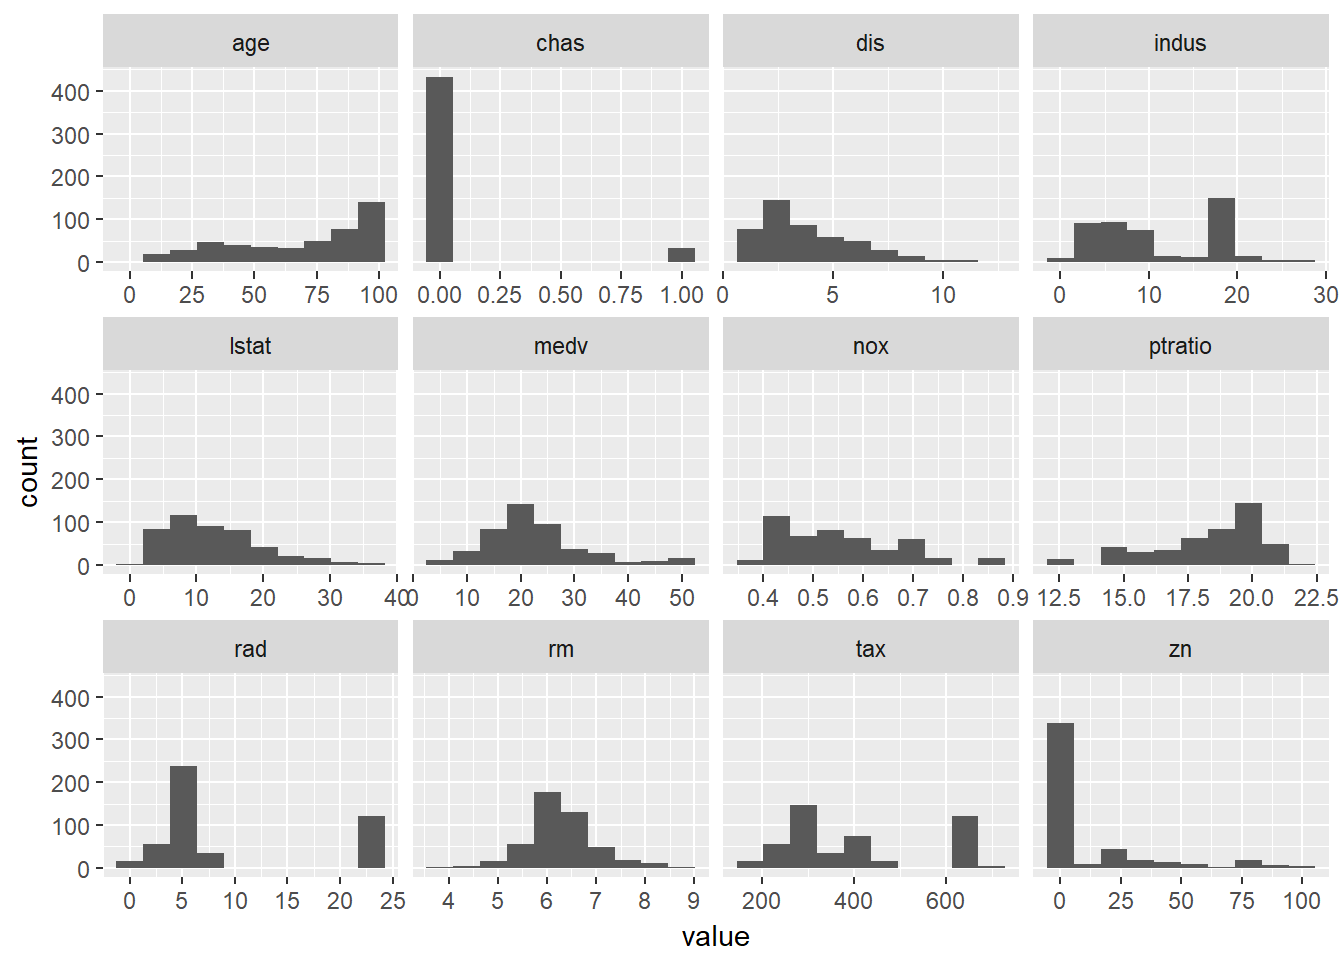 age chas dis indus
400
300
200
100
0
0 25 50 75 100 0.00 0.25 0.50 0.75 1.00 0 5 10 0 10 20 30
lstat medv nox ptratio
400
300
200
100
0
0 10 20 30 40 0 10 20 30 40 50 0.4 0.5 0.6 0.7 0.8 0.9 12.5 15.0 17.5 20.0 22.5
rad rm tax zn
400
300
200
100
0
0 5 10 15 20 25 4 5 6 7 8 9 200 400 600 0 25 50 75 100
value
count